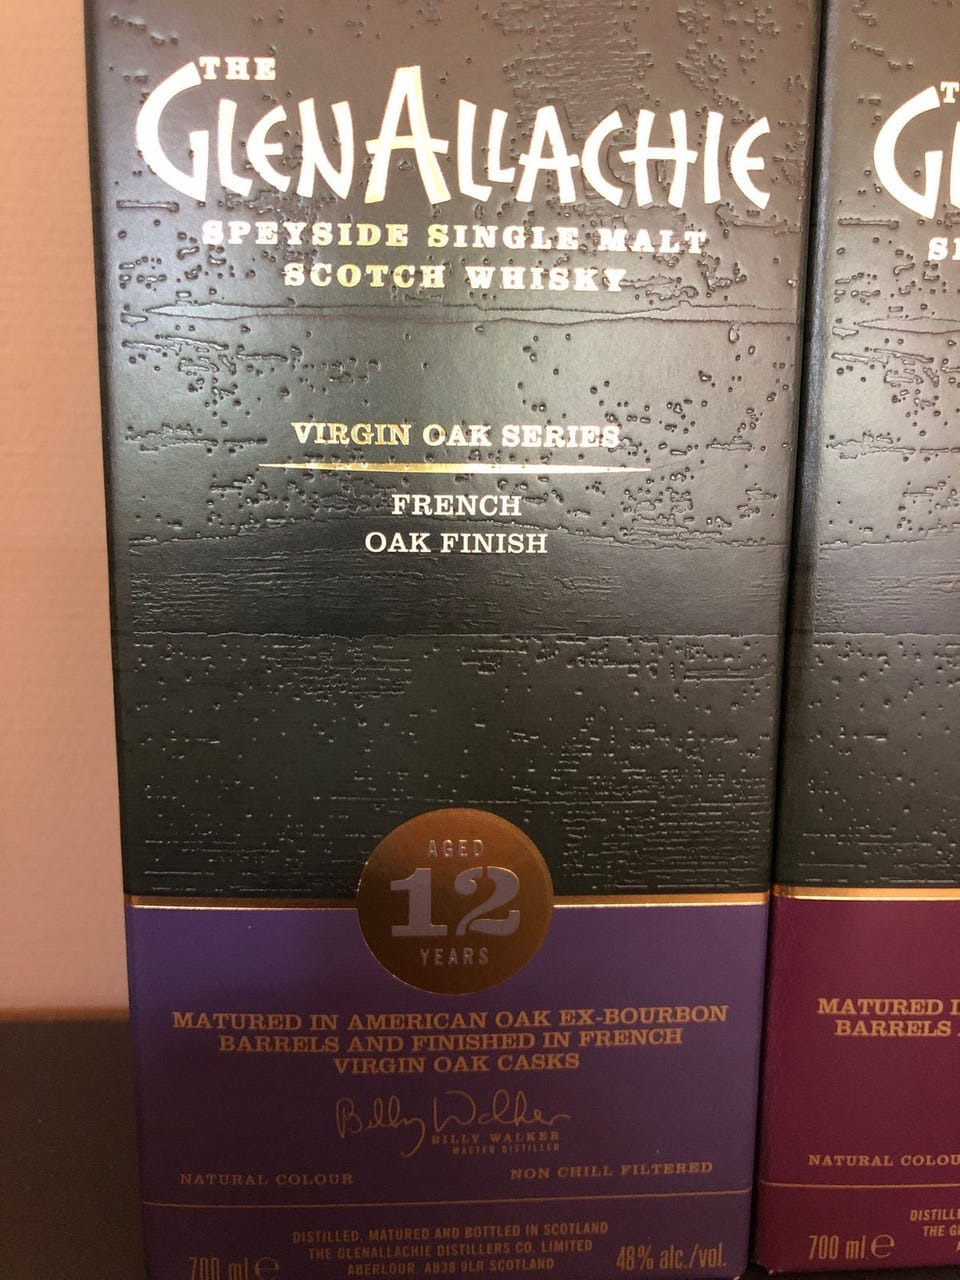 THE
GLENALLACHIE
SPEYSIDE SINGLE MALT
SCOTCH WHISKY
VIRGIN OAK SERIES
FRENCH
OAK FINISH
AGED
12
YEARS
MATURED IN AMERICAN OAK EX-BOURBON
BARRELS AND FINISHED IN FRENCH
VIRGIN OAK CASKS
Billy Walker
BILLY WALKER
MASTER DISTILLER
NATURAL COLOUR
NON CHILL FILTERED
DISTILLED, MATURED AND BOTTLED IN SCOTLAND
THE GLENALLACHIE DISTILLERS CO. LIMITED
ABERLOUR, AB38 9LR SCOTLAND
700 ml e
48% alc./vol.
MATURED
BARRELS
NATURAL
700 ml e
THE